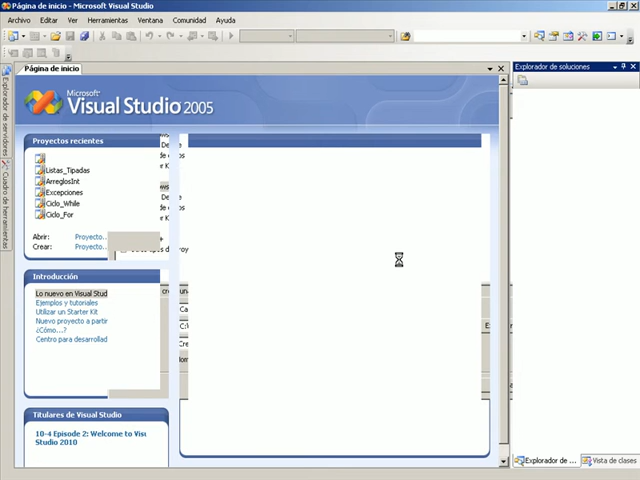 Página de inicio - Microsoft Visual Studio
Archivo Editar Ver Herramientas Ventana Comunidad Ayuda
Página de inicio
Explorador de soluciones
Explorador de servidores
Cuadro de herramientas
Microsoft
Visual Studio 2005
Proyectos recientes
Listas_Tipadas
ArreglosInt
Excepciones
Ciclo_While
Ciclo_For
Abrir: Proyecto...
Crear: Proyecto...
Introducción
Lo nuevo en Visual Stud
Ejemplos y tutoriales
Utilizar un Starter Kit
Nuevo proyecto a partir
¿Cómo...?
Centro para desarrollad
Titulares de Visual Studio
10-4 Episode 2: Welcome to Visu
Studio 2010
Explorador de ... Vista de clases